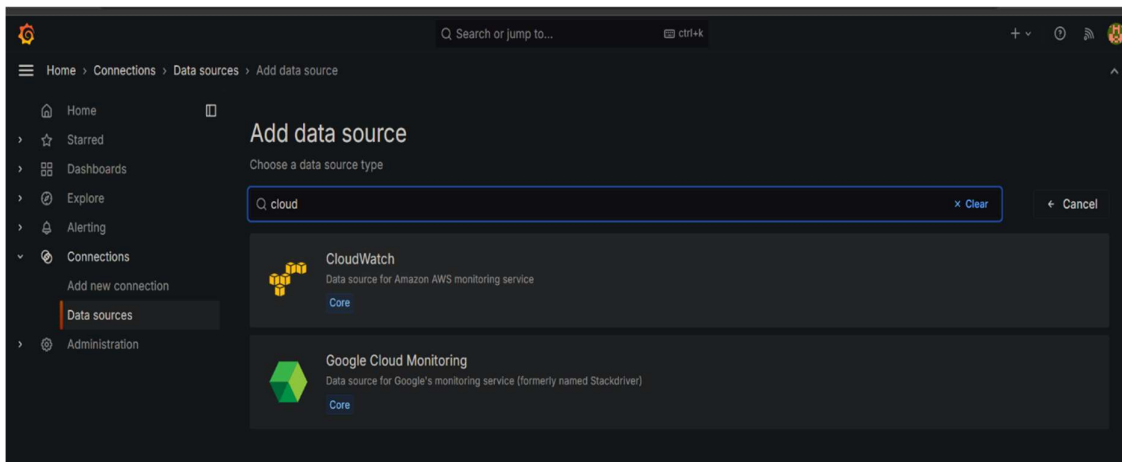 Search or jump to... ctrl+k
Home > Connections > Data sources > Add data source
Home
Starred
Dashboards
Explore
Alerting
Connections
Add new connection
Data sources
Administration
Add data source
Choose a data source type
cloud × Clear ← Cancel
CloudWatch
Data source for Amazon AWS monitoring service
Core
Google Cloud Monitoring
Data source for Google's monitoring service (formerly named Stackdriver)
Core